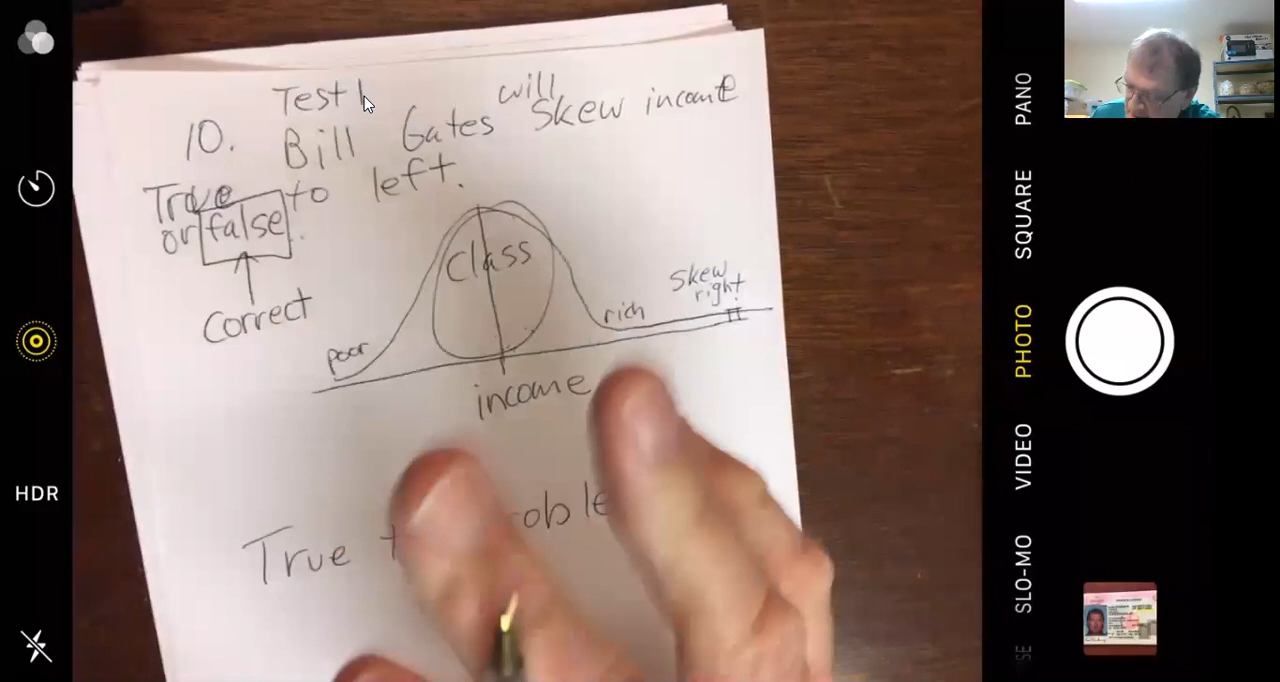 Test 1
10. Bill Gates will Skew income
to left.
True
or false.
Correct
Class
poor
rich
Skew
right
income
True
HDR
PANO
SQUARE
PHOTO
VIDEO
SLO-MO
SE